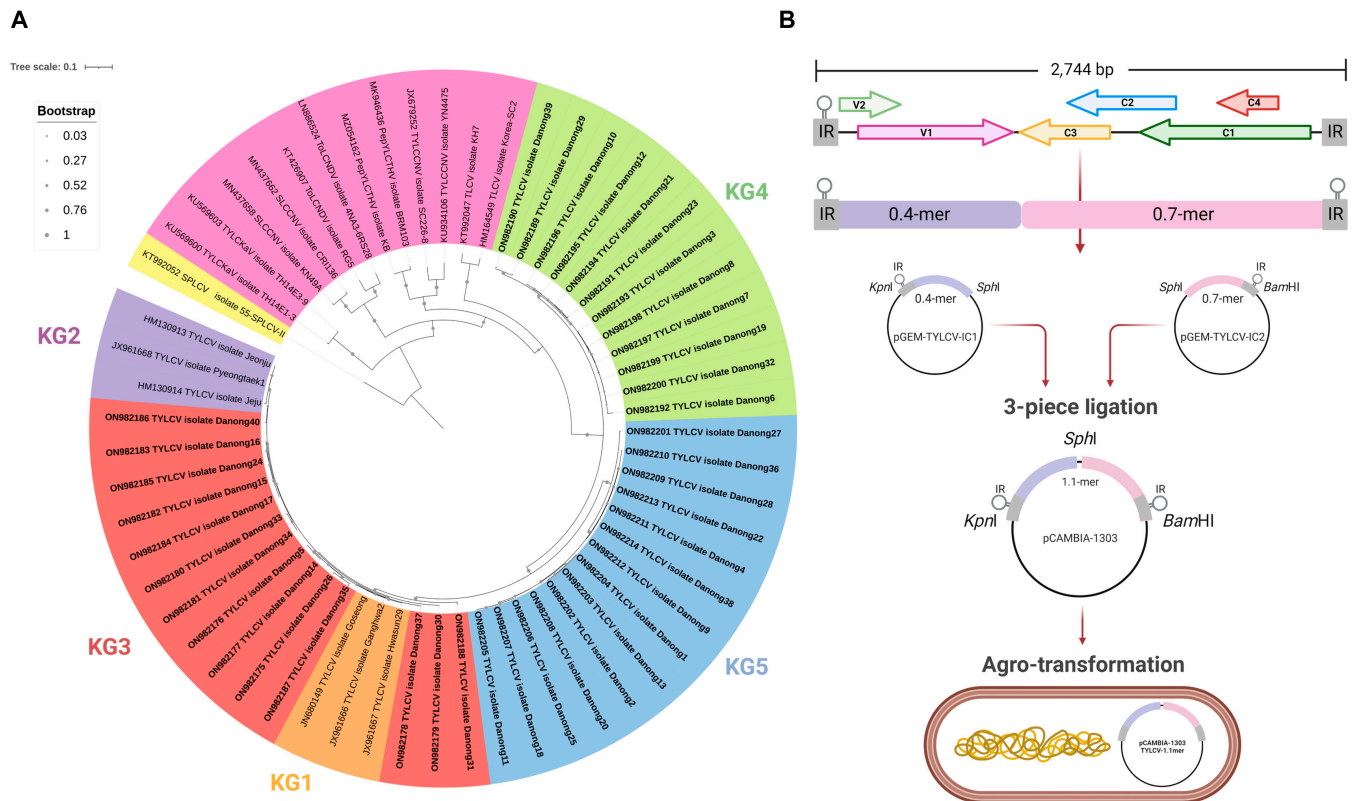 A
Tree scale: 0.1
Bootstrap
0.03
0.27
0.52
0.76
1
KT992052 SPLCV isolate 55-SPLCV-II
KU569600 TYLCKaV isolate TH14E1-3
KU569603 TYLCKaV isolate TH14E3-9
MN437658 SLCCNV isolate KN49A
MN437662 SLCCNV isolate CRI136
KT426907 ToLCNDV isolate RG5
LN886524 ToLCNDV isolate 4NA3-6RS28
MZ054162 PepYLCTHV isolate KB
MK946436 PepYLCTHV isolate BRM103
JX679252 TYLCCNV isolate SC226-8
KU934106 TYLCCNV isolate YN4475
KT992047 TLCV isolate KH7
HM164549 TLCV isolate Korea-SC2
ON982190 TYLCV isolate Danong39
ON982189 TYLCV isolate Danong29
ON982196 TYLCV isolate Danong10
ON982195 TYLCV isolate Danong12
ON982194 TYLCV isolate Danong21
ON982191 TYLCV isolate Danong23
ON982193 TYLCV isolate Danong3
ON982198 TYLCV isolate Danong8
ON982197 TYLCV isolate Danong7
ON982199 TYLCV isolate Danong19
ON982200 TYLCV isolate Danong32
ON982192 TYLCV isolate Danong6
KG4
ON982201 TYLCV isolate Danong27
ON982210 TYLCV isolate Danong36
ON982209 TYLCV isolate Danong28
ON982213 TYLCV isolate Danong22
ON982211 TYLCV isolate Danong4
ON982214 TYLCV isolate Danong38
ON982212 TYLCV isolate Danong9
ON982204 TYLCV isolate Danong1
ON982203 TYLCV isolate Danong13
ON982202 TYLCV isolate Danong2
ON982208 TYLCV isolate Danong20
ON982206 TYLCV isolate Danong25
ON982207 TYLCV isolate Danong18
ON982205 TYLCV isolate Danong11
KG5
ON982188 TYLCV isolate Danong31
ON982179 TYLCV isolate Danong30
ON982178 TYLCV isolate Danong37
JX961667 TYLCV isolate Hwasun29
JX961666 TYLCV isolate Ganghwa2
JN680149 TYLCV isolate Goseong
KG1
ON982187 TYLCV isolate Danong35
ON982175 TYLCV isolate Danong26
ON982177 TYLCV isolate Danong14
ON982176 TYLCV isolate Danong5
ON982181 TYLCV isolate Danong34
ON982180 TYLCV isolate Danong33
ON982184 TYLCV isolate Danong17
ON982182 TYLCV isolate Danong15
ON982185 TYLCV isolate Danong24
ON982183 TYLCV isolate Danong16
ON982186 TYLCV isolate Danong40
KG3
HM130914 TYLCV isolate Jeju
JX961668 TYLCV isolate Pyeongtaek1
HM130913 TYLCV isolate Jeonju
KG2
B
2,744 bp
V2
C2
C4
IR
V1
C3
C1
IR
IR
0.4-mer
0.7-mer
IR
IR
KpnI
SphI
0.4-mer
pGEM-TYLCV-IC1
IR
SphI
BamHI
0.7-mer
pGEM-TYLCV-IC2
3-piece ligation
SphI
1.1-mer
IR
IR
KpnI
BamHI
pCAMBIA-1303
Agro-transformation
pCAMBIA-1303
TYLCV-1.1mer